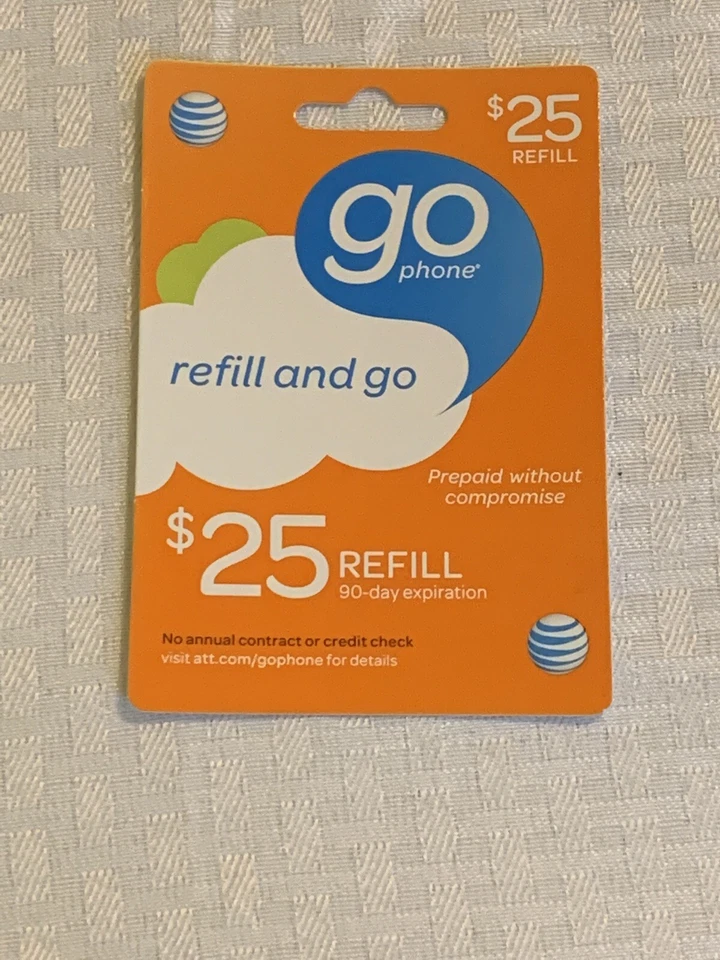 $25
REFILL
go
phone®
refill and go
Prepaid without
compromise
$25 REFILL
90-day expiration
No annual contract or credit check
visit att.com/gophone for details